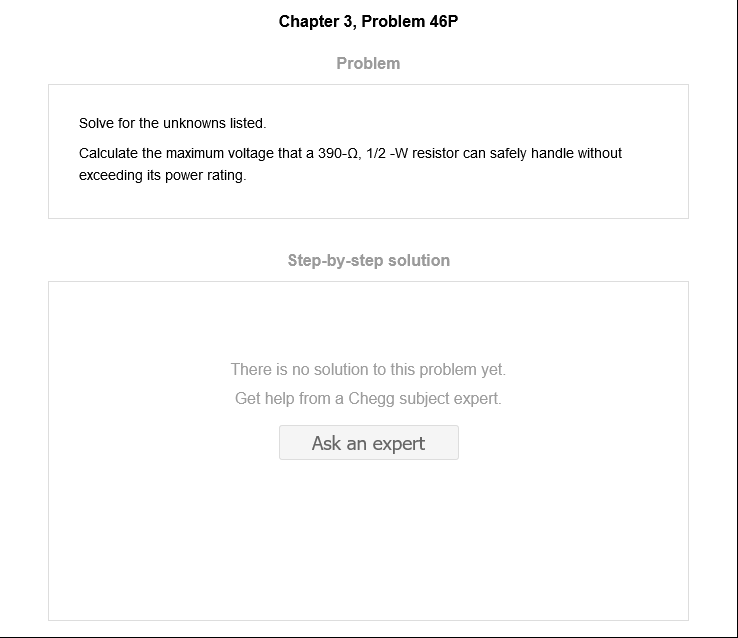 Chapter 3, Problem 46P
Problem
Solve for the unknowns listed.
Calculate the maximum voltage that a 390-Ω, 1/2 -W resistor can safely handle without
exceeding its power rating.
Step-by-step solution
There is no solution to this problem yet.
Get help from a Chegg subject expert.
Ask an expert